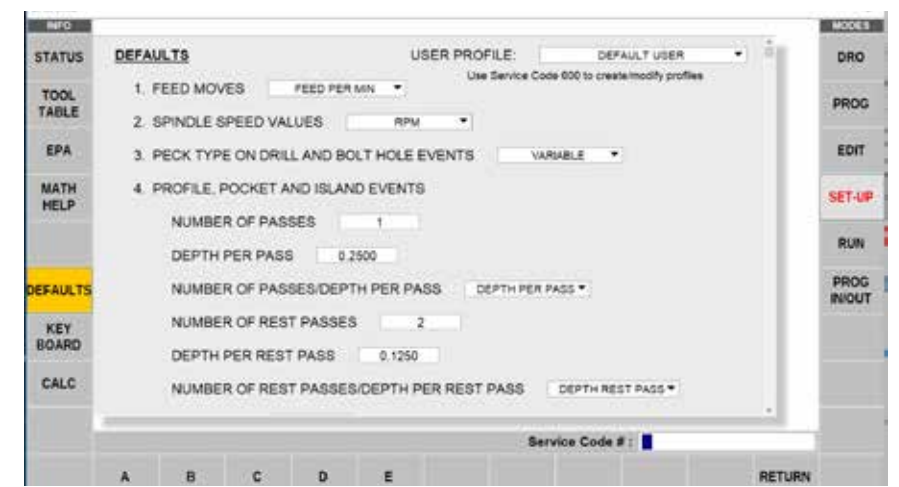 INFO
MODES
STATUS
DEFAULTS
USER PROFILE: DEFAULT USER
DRO
Use Service Code 600 to create/modify profiles
TOOL TABLE
1. FEED MOVES FEED PER MIN
PROG
2. SPINDLE SPEED VALUES RPM
EPA
3. PECK TYPE ON DRILL AND BOLT HOLE EVENTS VARIABLE
EDIT
MATH HELP
4. PROFILE, POCKET AND ISLAND EVENTS
SET-UP
NUMBER OF PASSES 1
RUN
DEPTH PER PASS 0.2500
DEFAULTS
NUMBER OF PASSES/DEPTH PER PASS DEPTH PER PASS
PROG IN/OUT
KEY BOARD
NUMBER OF REST PASSES 2
DEPTH PER REST PASS 0.1250
CALC
NUMBER OF REST PASSES/DEPTH PER REST PASS DEPTH REST PASS
Service Code # :
A B C D E RETURN